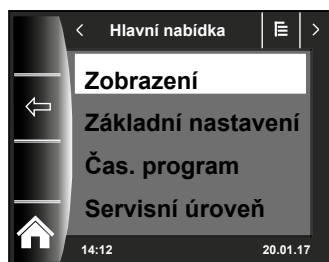 Hlavní nabídka
Zobrazení
Základní nastavení
Čas. program
Servisní úroveň
14:12 20.01.17